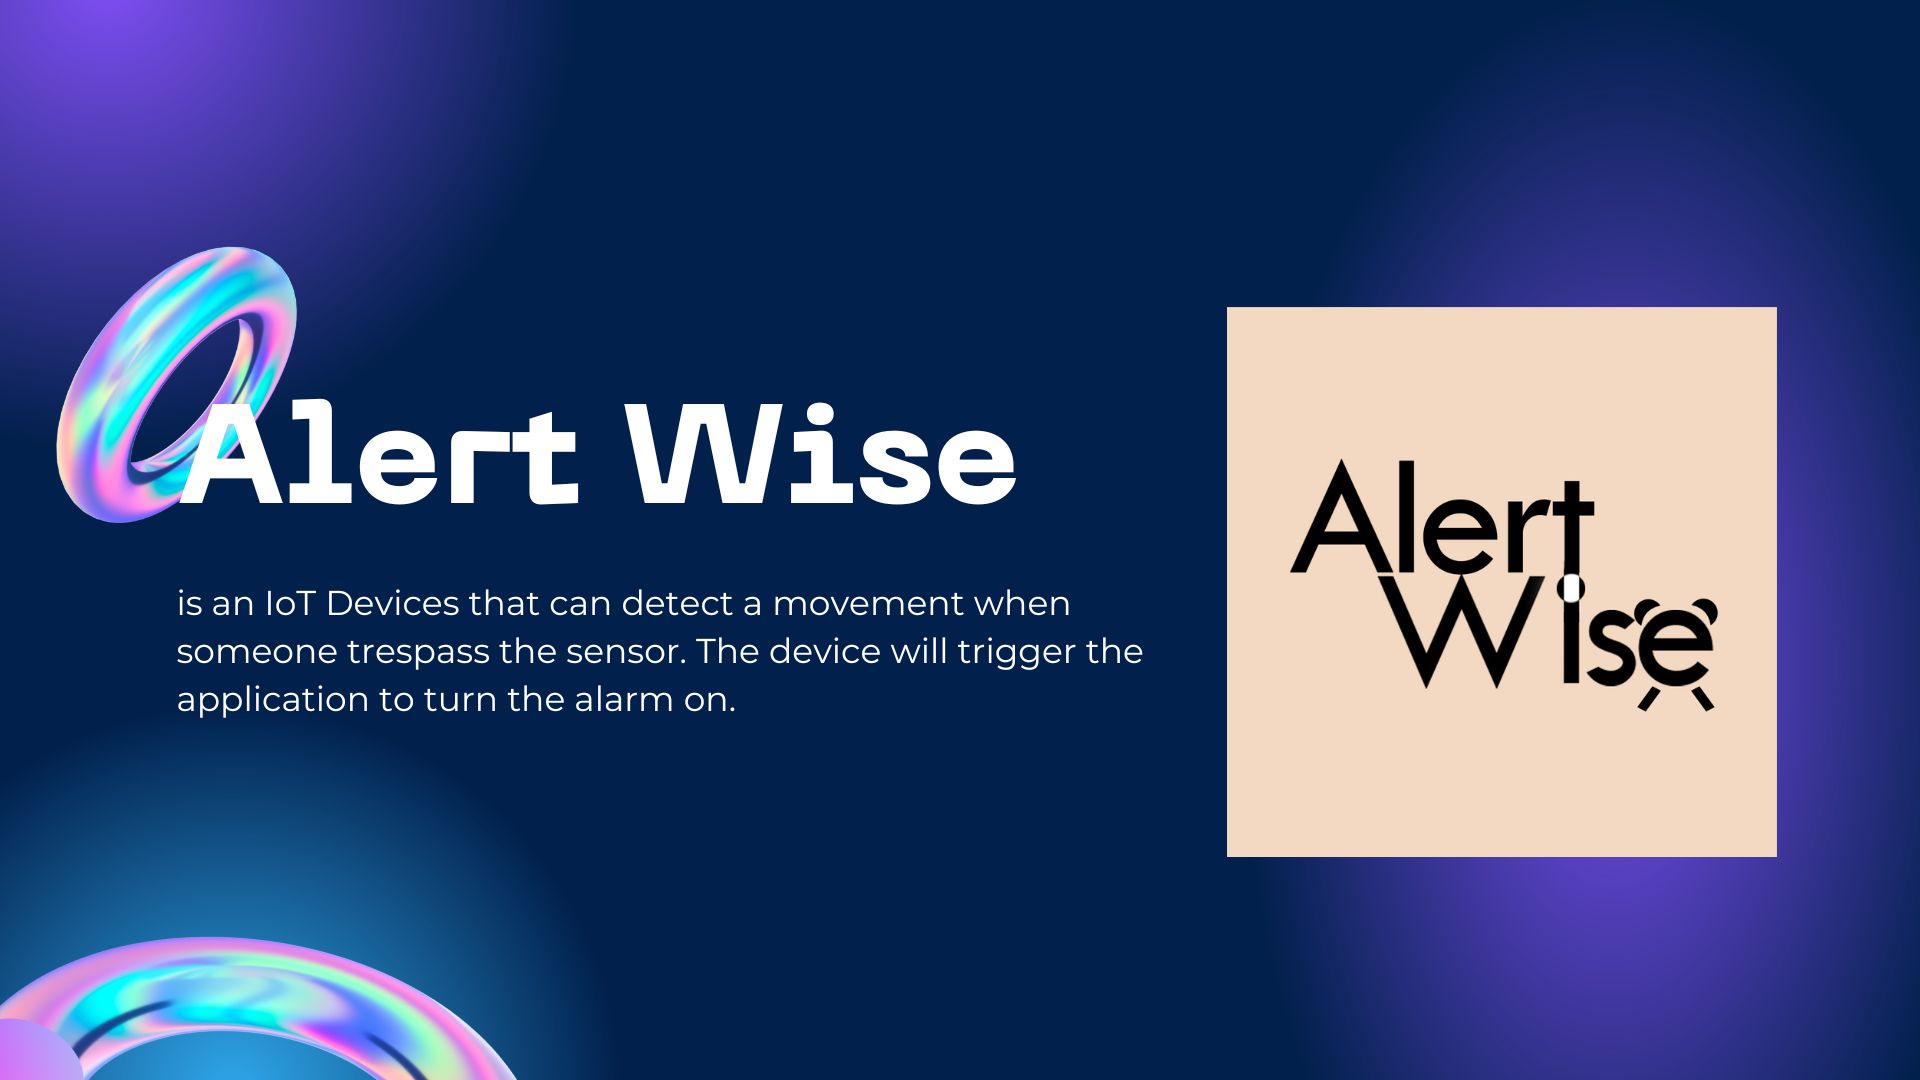 Alert Wise
is an IoT Devices that can detect a movement when
someone trespass the sensor. The device will trigger the
application to turn the alarm on.
Alert
Wise